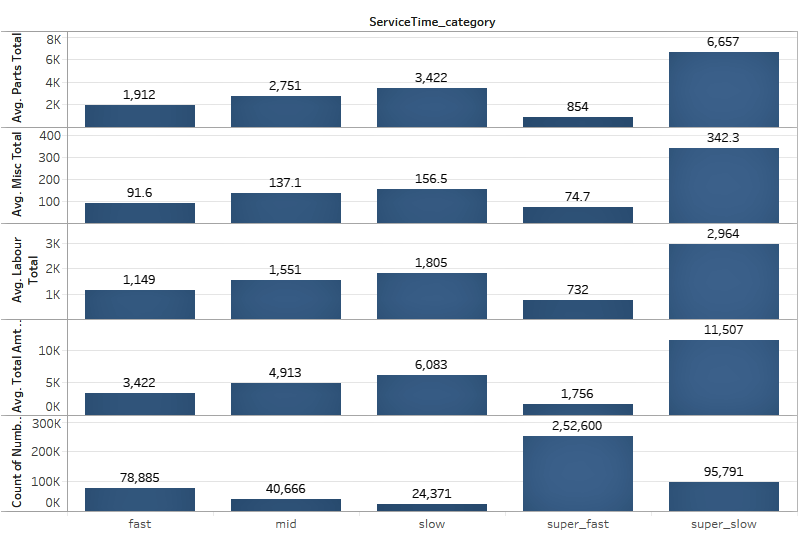 ServiceTime_category
Avg. Parts Total
8K
6K
4K
2K
1,912
2,751
3,422
854
6,657
Avg. Misc Total
400
300
200
100
91.6
137.1
156.5
74.7
342.3
Avg. Labour
Total
3K
2K
1K
1,149
1,551
1,805
732
2,964
Avg. Total Amt ..
10K
5K
0K
3,422
4,913
6,083
1,756
11,507
Count of Numb..
300K
200K
100K
0K
78,885
40,666
24,371
2,52,600
95,791
fast
mid
slow
super_fast
super_slow